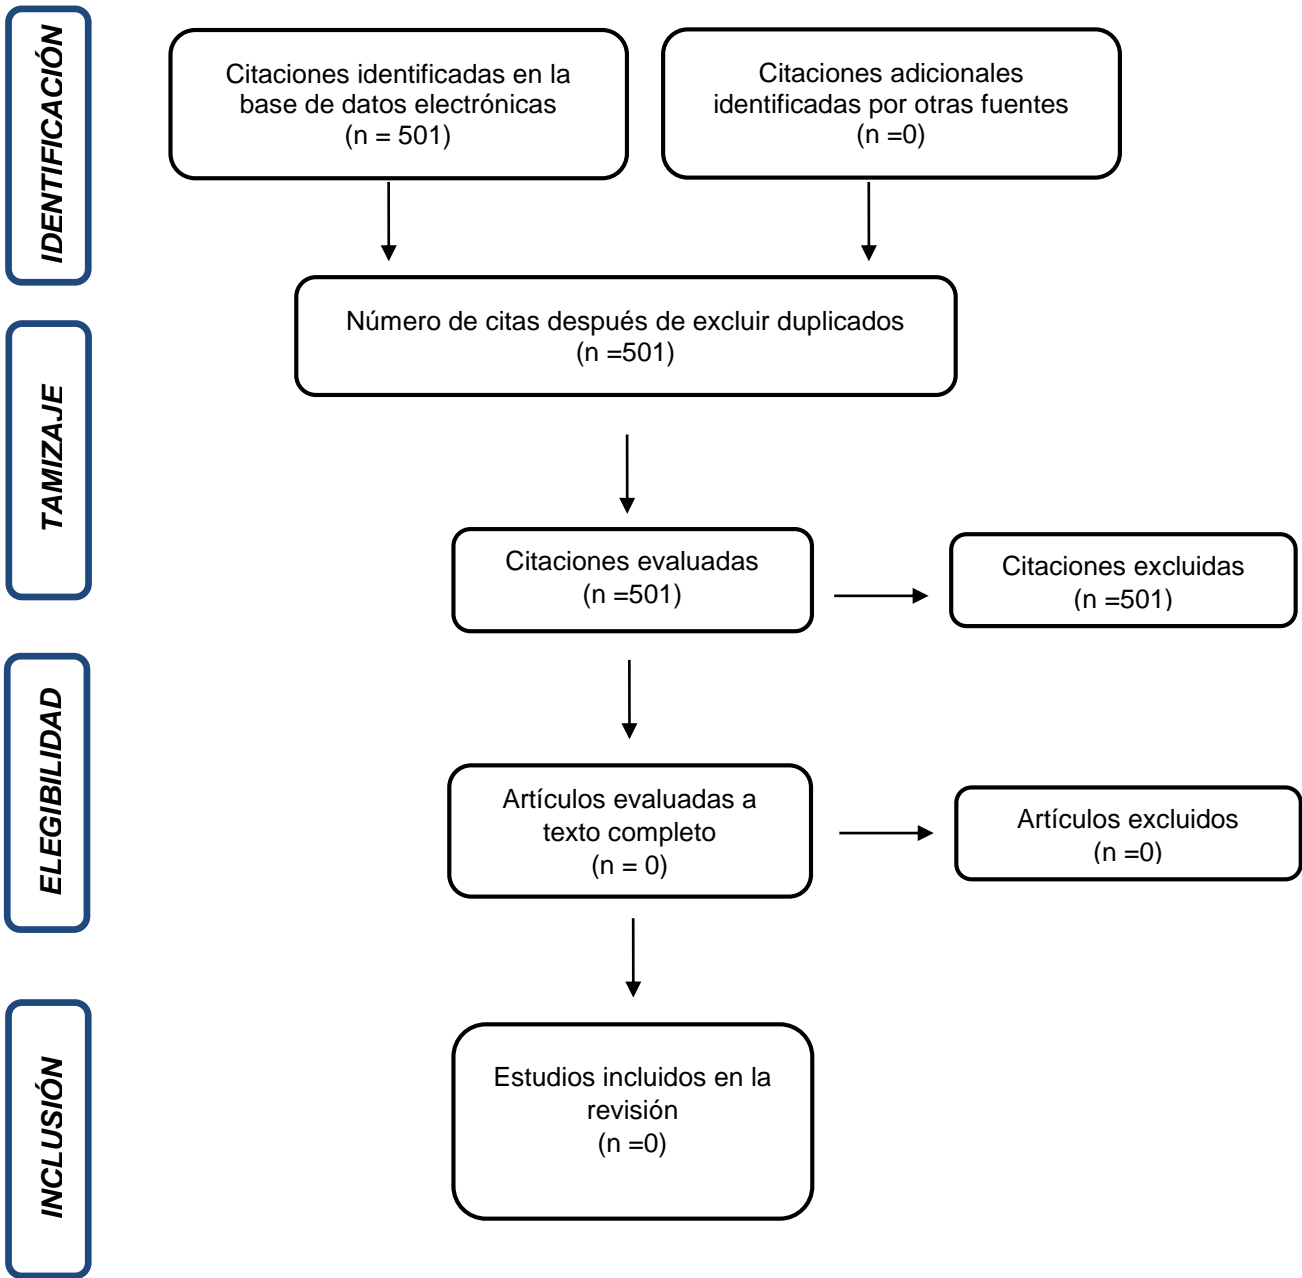 IDENTIFICACIÓN
Citaciones identificadas en la
base de datos electrónicas
(n = 501)
Citaciones adicionales
identificadas por otras fuentes
(n =0)
Número de citas después de excluir duplicados
(n =501)
TAMIZAJE
Citaciones evaluadas
(n =501)
Citaciones excluidas
(n =501)
ELEGIBILIDAD
Artículos evaluadas a
texto completo
(n = 0)
Artículos excluidos
(n =0)
INCLUSIÓN
Estudios incluidos en la
revisión
(n =0)